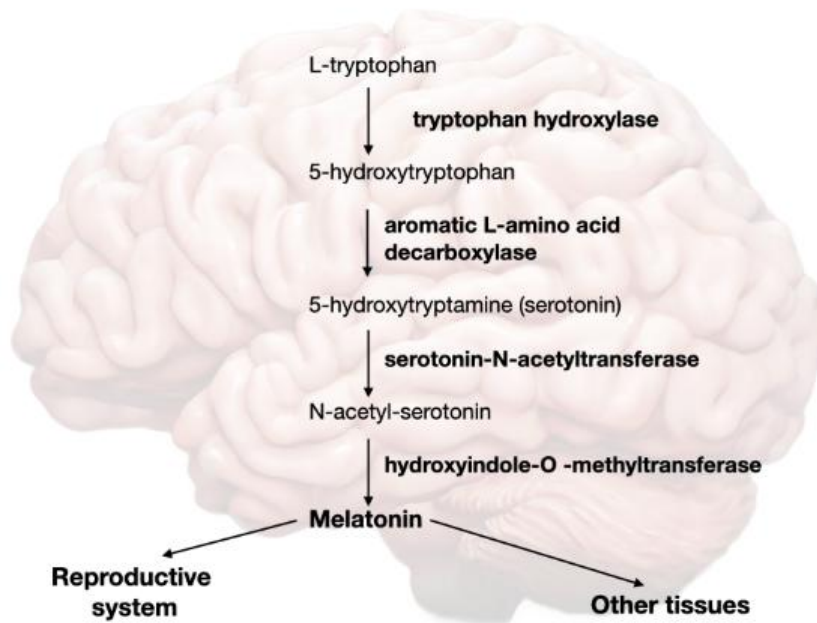 L-tryptophan
tryptophan hydroxylase
5-hydroxytryptophan
aromatic L-amino acid
decarboxylase
5-hydroxytryptamine (serotonin)
serotonin-N-acetyltransferase
N-acetyl-serotonin
hydroxyindole-O -methyltransferase
Melatonin
Reproductive
system
Other tissues